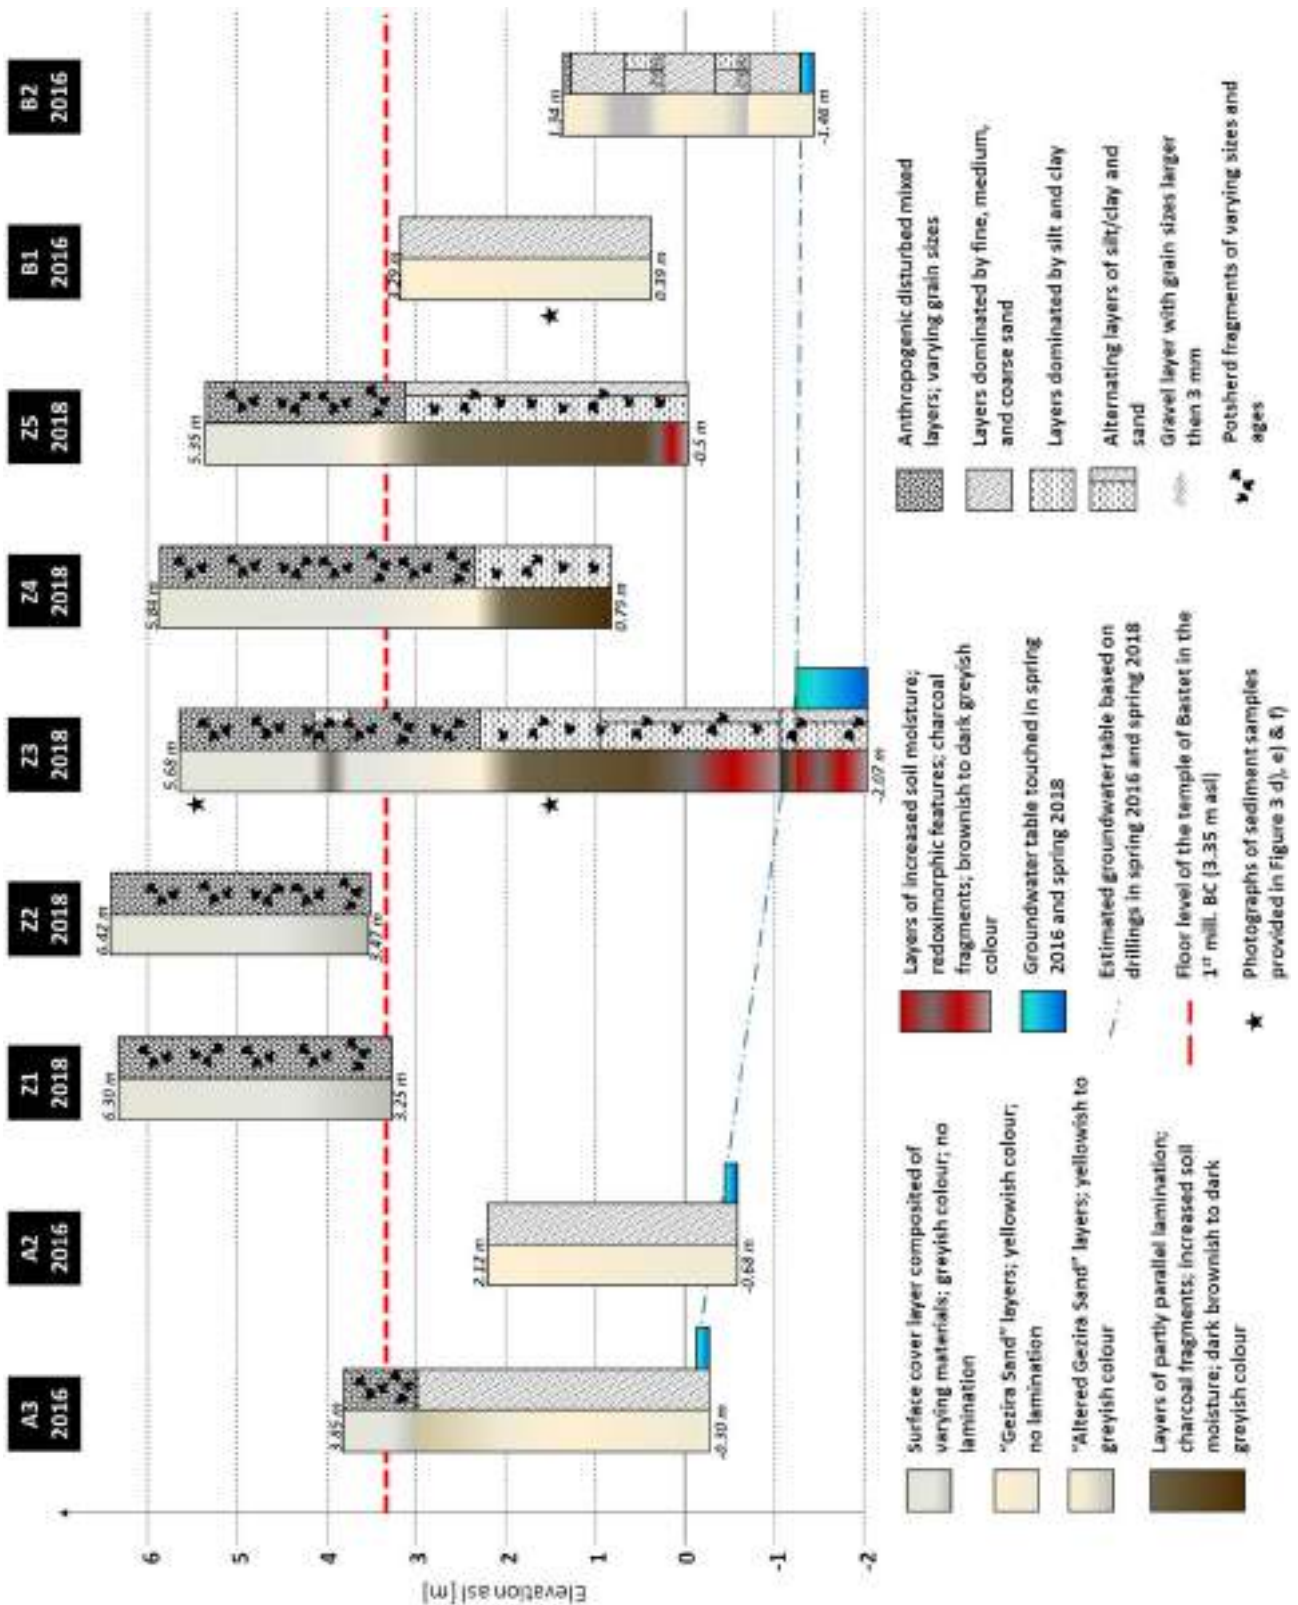 A3
2016
A2
2016
Z1
2018
Z2
2018
Z3
2018
Z4
2018
Z5
2018
B1
2016
B2
2016
Elevation asl [m]
6
5
4
3
2
1
0
-1
-2
3.85 m
-0.30 m
2.12 m
-0.68 m
6.30 m
3.25 m
6.42 m
3.47 m
5.68 m
-2.07 m
5.84 m
0.79 m
5.35 m
-0.5 m
3.29 m
0.39 m
1.34 m
-1.46 m
Surface cover layer composited of
varying materials; greyish colour; no
lamination
"Gezira Sand" layers; yellowish colour;
no lamination
"Altered Gezira Sand" layers; yellowish to
greyish colour
Layers of partly parallel lamination;
charcoal fragments; increased soil
moisture; dark brownish to dark
greyish colour
Layers of increased soil moisture;
redoximorphic features; charcoal
fragments; brownish to dark greyish
colour
Groundwater table touched in spring
2016 and spring 2018
Estimated groundwater table based on
drillings in spring 2016 and spring 2018
Floor level of the temple of Bastet in the
1st mill. BC (3.35 m asl)
Photographs of sediment samples
provided in Figure 3 d), e) & f)
Anthropogenic disturbed mixed
layers; varying grain sizes
Layers dominated by fine, medium,
and coarse sand
Layers dominated by silt and clay
Alternating layers of silt/clay and
sand
Gravel layer with grain sizes larger
then 3 mm
Potsherd fragments of varying sizes and
ages